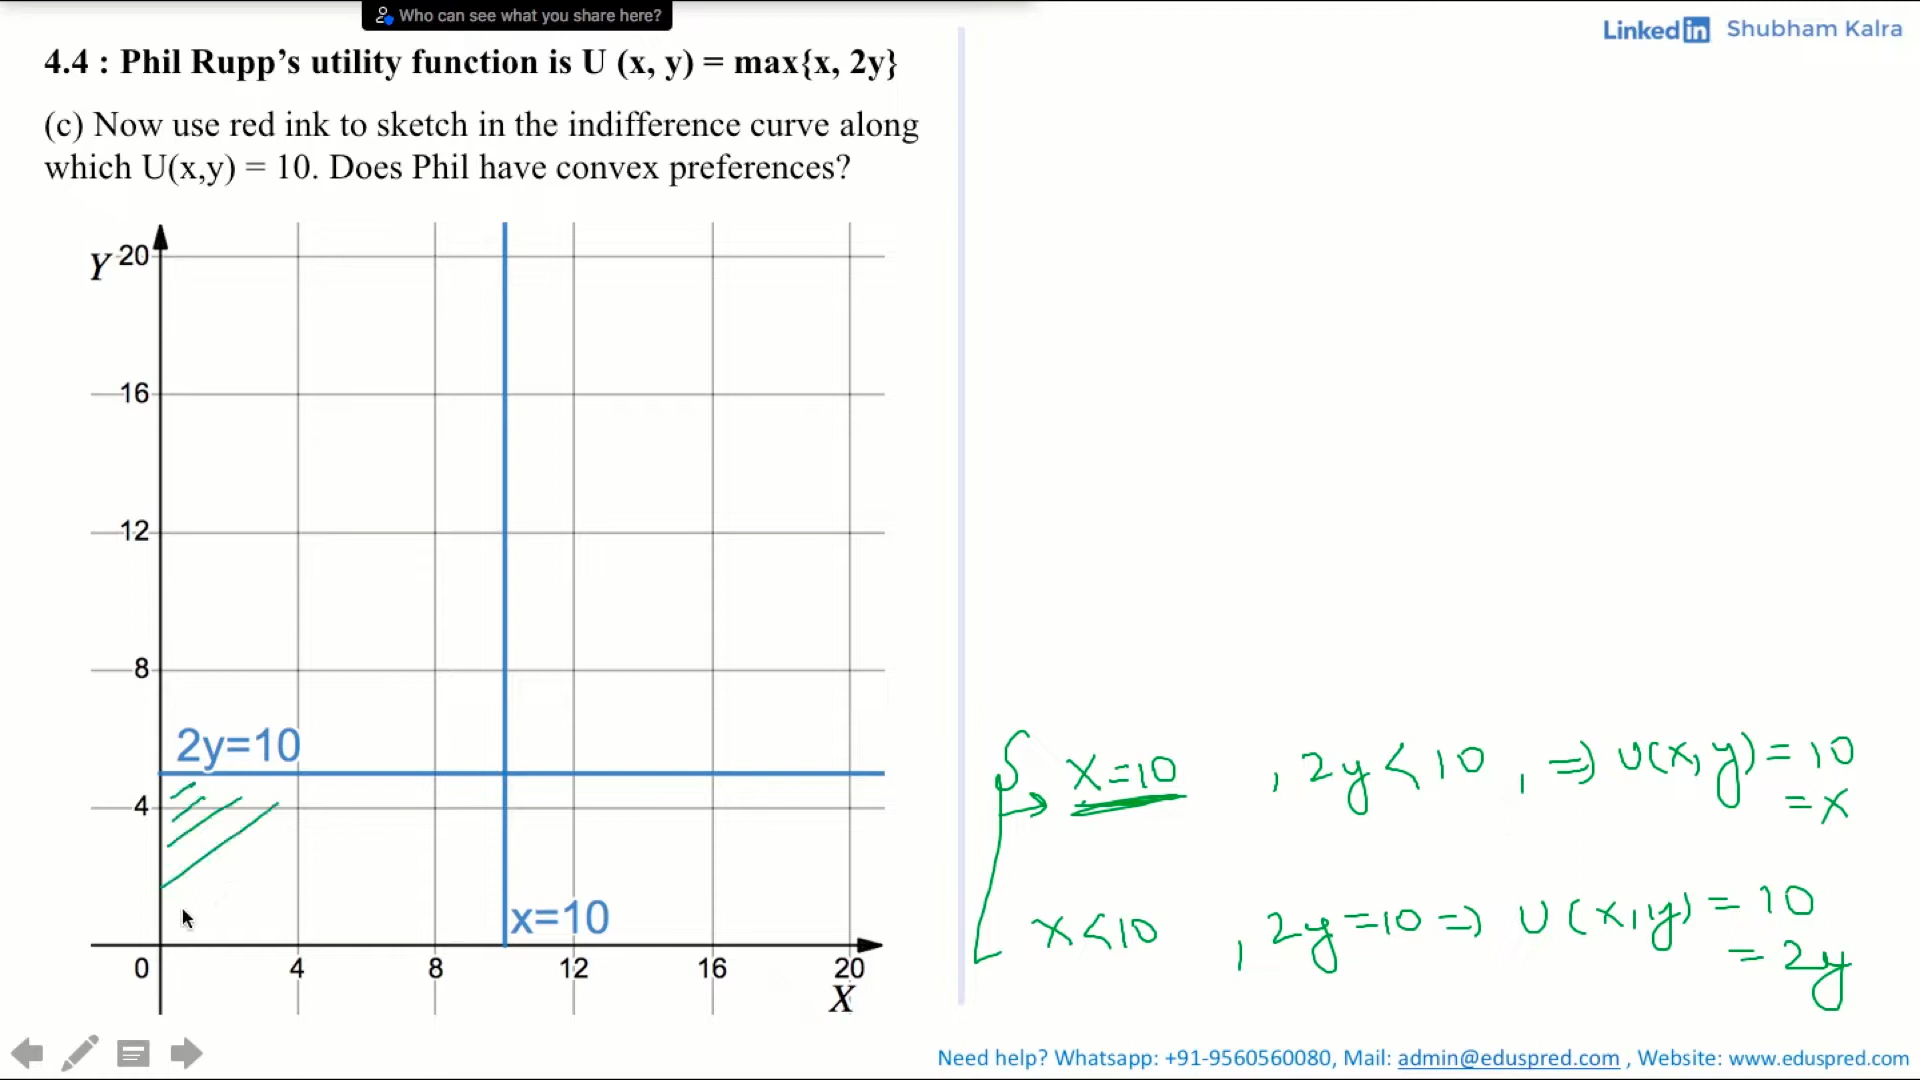 Who can see what you share here?
Linked in Shubham Kalra
4.4 : Phil Rupp’s utility function is U (x, y) = max{x, 2y}
(c) Now use red ink to sketch in the indifference curve along
which U(x,y) = 10. Does Phil have convex preferences?
Y 20
16
12
8
2y=10
4
x=10
0 4 8 12 16 20
X
x=10 , 2y<10 , => U(x,y) = 10
= x
x<10 , 2y=10 => U(x,y) = 10
= 2y
Need help? Whatsapp: +91-9560560080, Mail: admin@eduspred.com , Website: www.eduspred.com